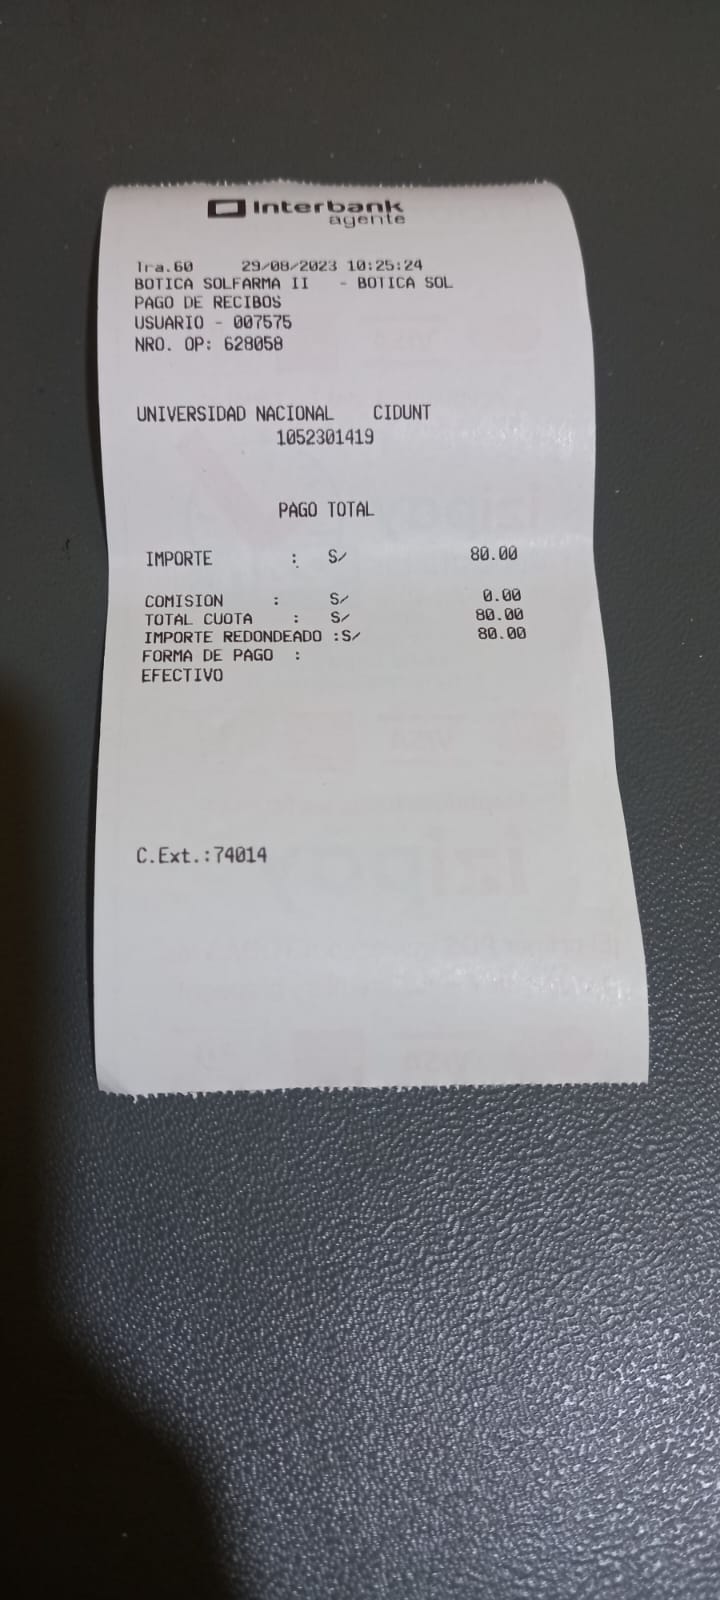 Interbank
agente
Tra.60 29/08/2023 10:25:24
BOTICA SOLFARMA II - BOTICA SOL
PAGO DE RECIBOS
USUARIO - 007575
NRO. OP: 628058
UNIVERSIDAD NACIONAL CIDUNT
1052301419
PAGO TOTAL
IMPORTE : S/ 80.00
COMISION : S/ 0.00
TOTAL CUOTA : S/ 80.00
IMPORTE REDONDEADO :S/ 80.00
FORMA DE PAGO :
EFECTIVO
C.Ext.:74014